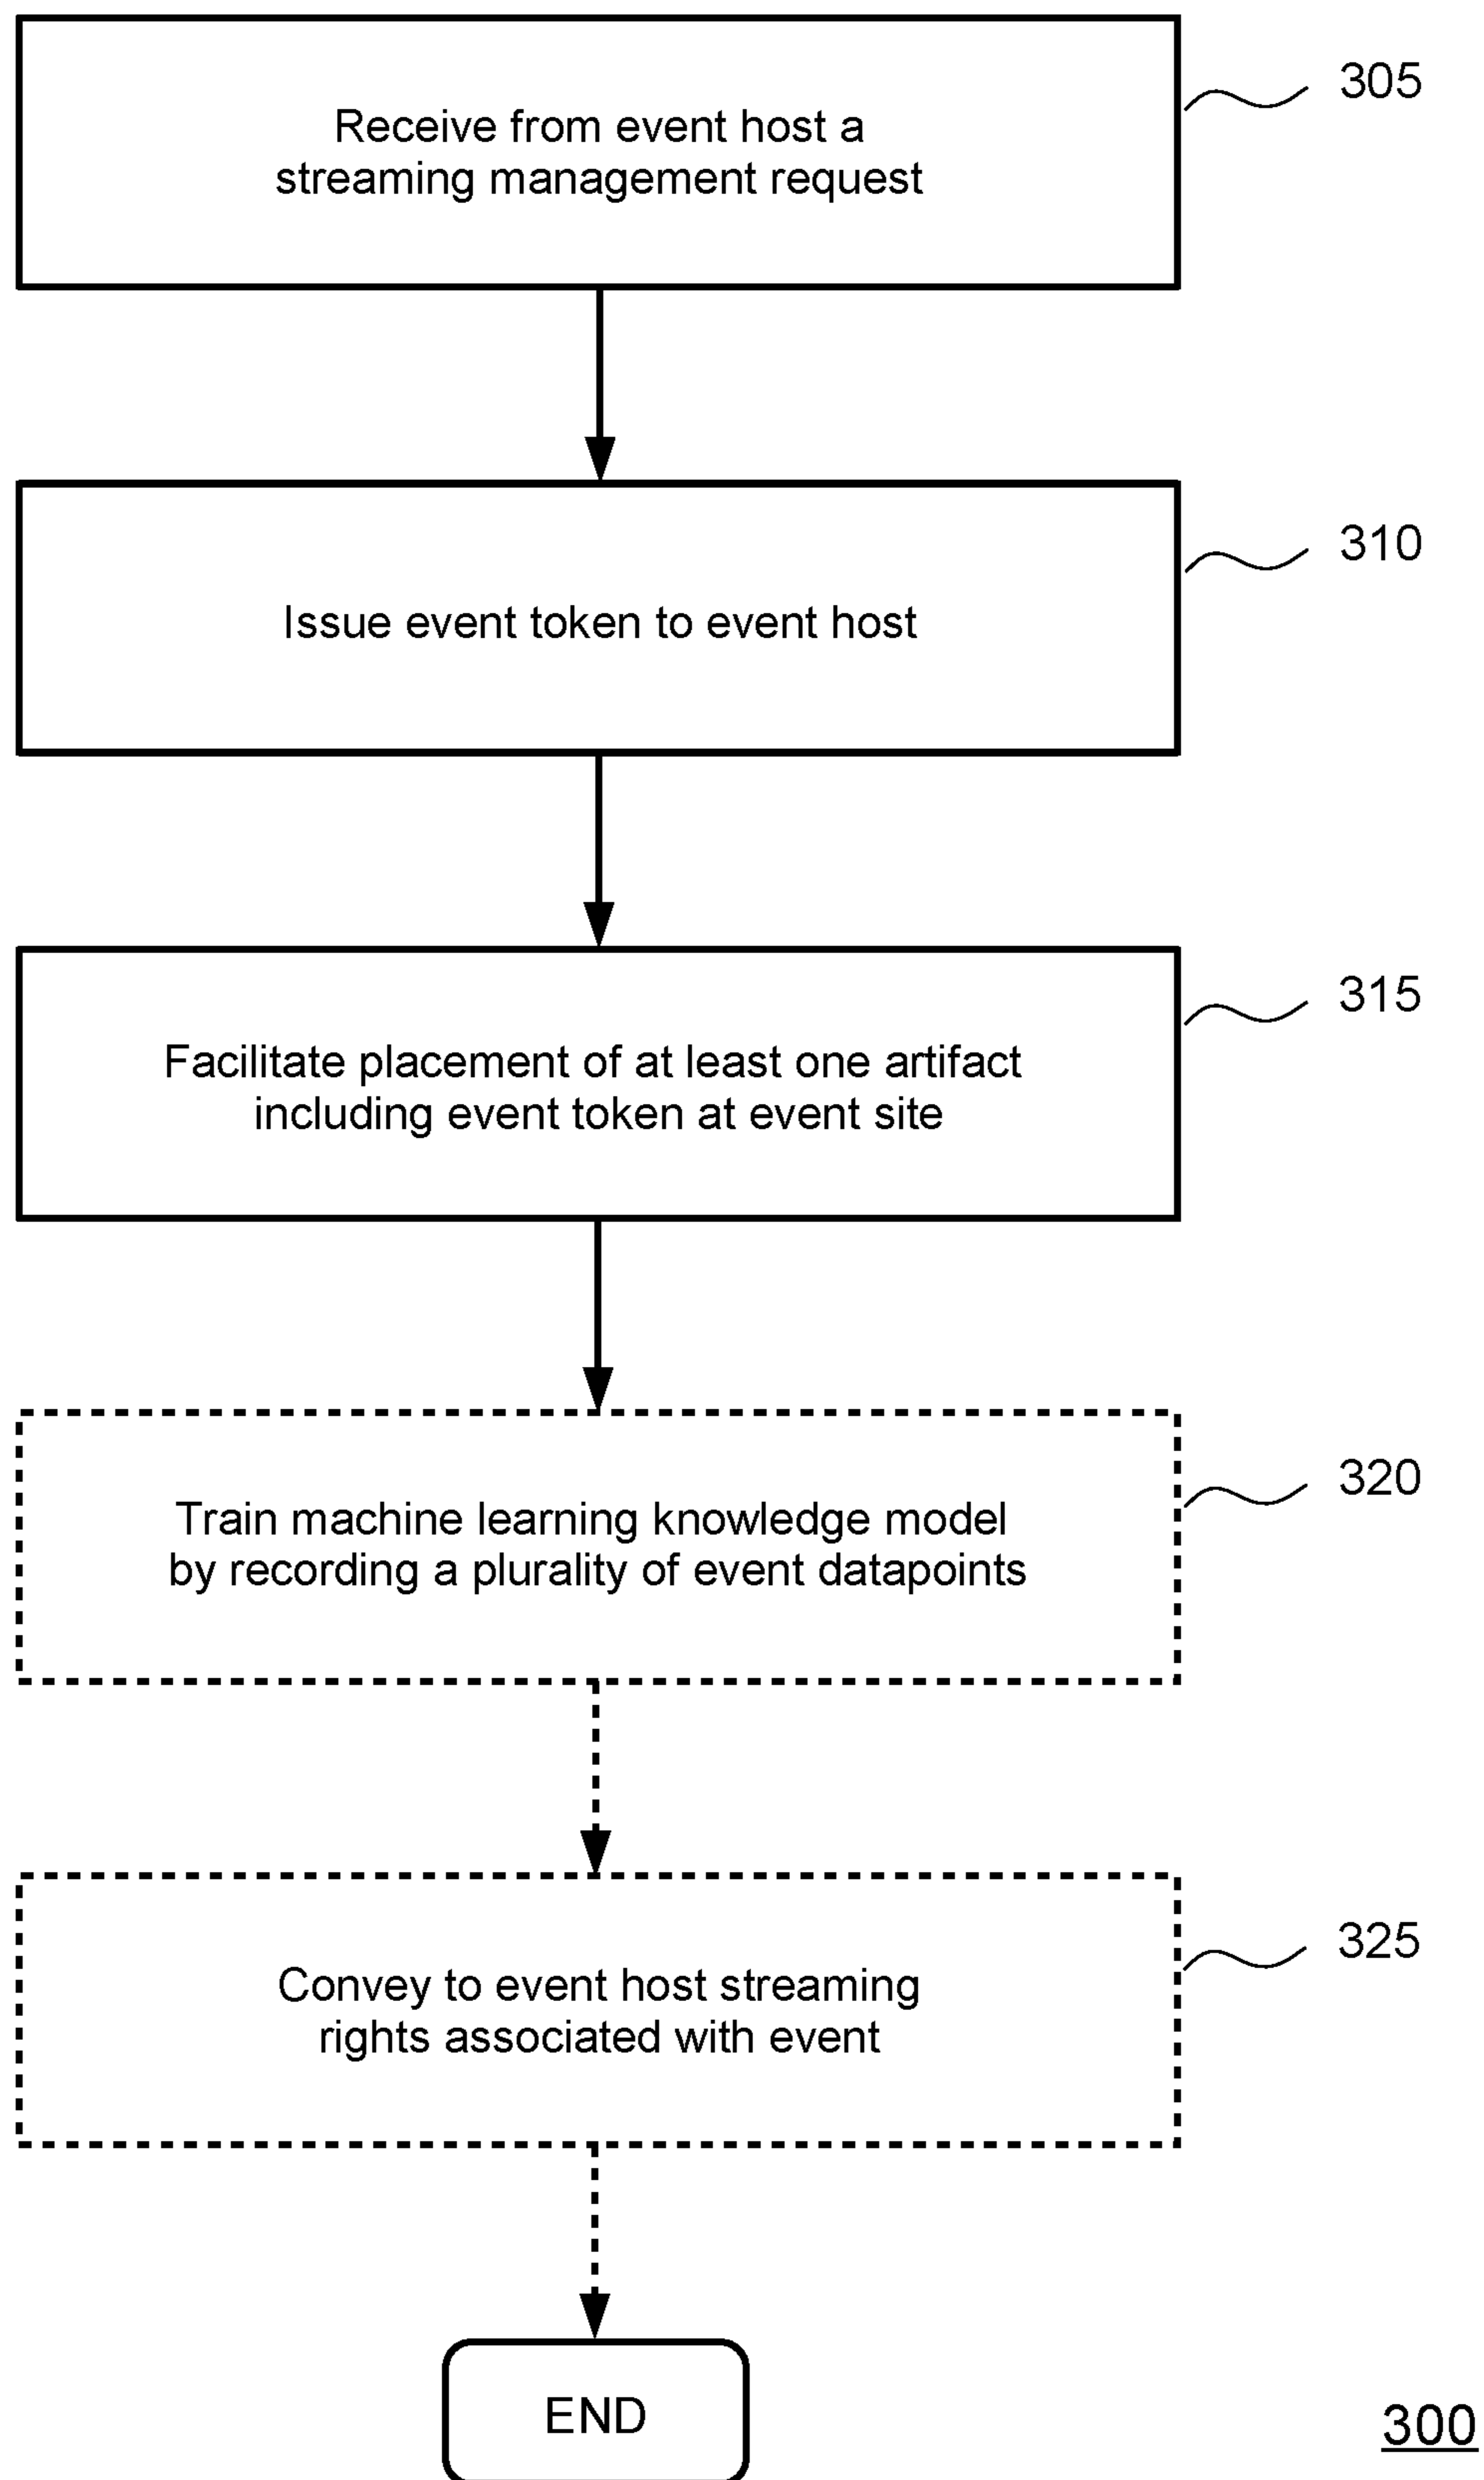 Receive from event host a
streaming management request
305
Issue event token to event host
310
Facilitate placement of at least one artifact
including event token at event site
315
Train machine learning knowledge model
by recording a plurality of event datapoints
320
Convey to event host streaming
rights associated with event
325
END
300